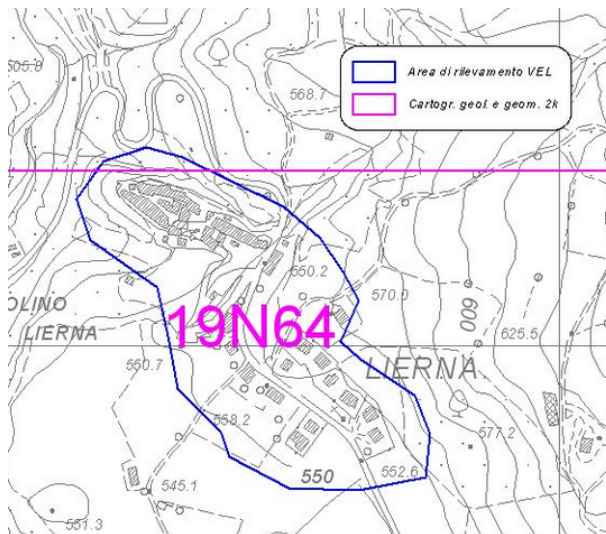 505.8
568.7
Area di rilevamento VEL
Cartogr. geol. e geom. 2k
550.2
570.0
600
OLINO
LIERNA
19N64
625.5
550.7
LIERNA
558.2
577.2
550
552.6
545.1
551.3